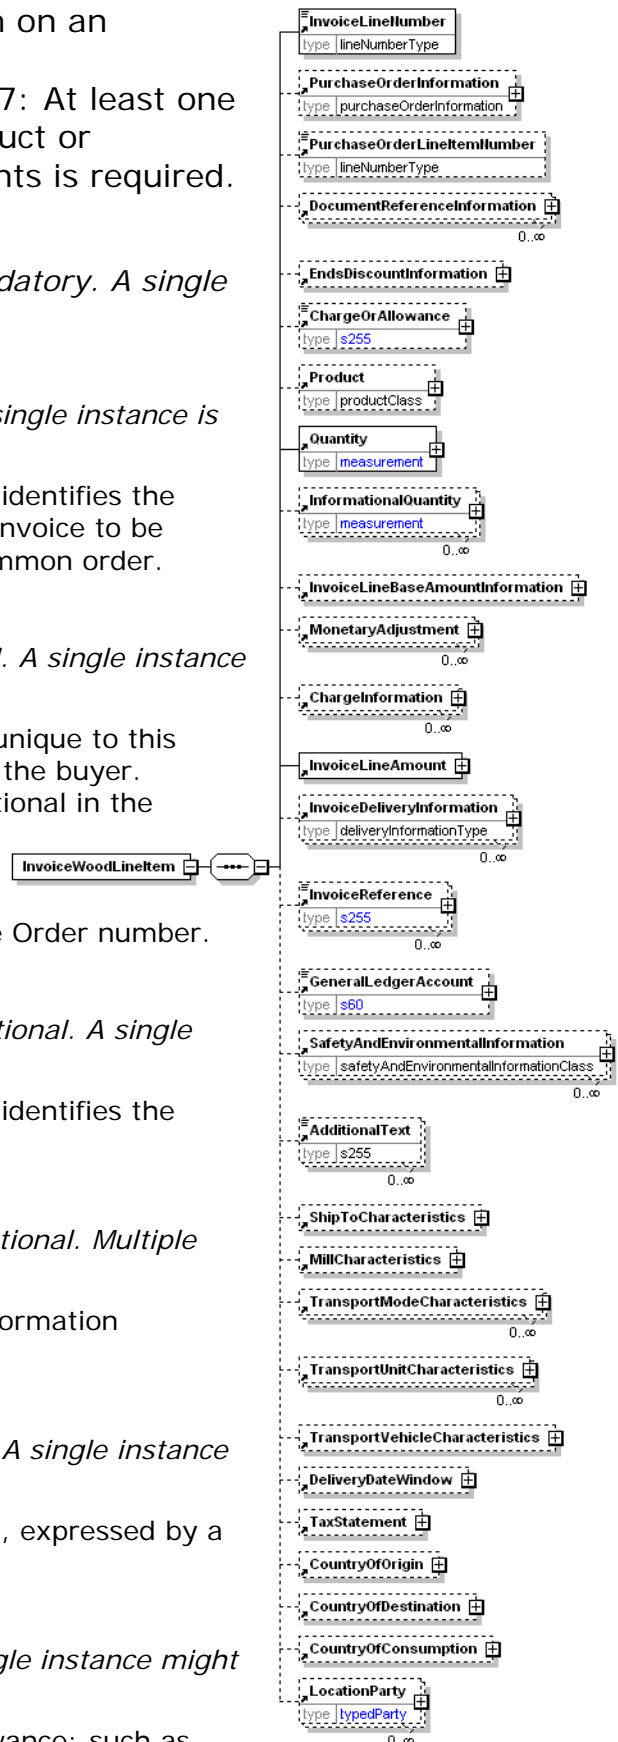 n on an
7: At least one
uct or
nts is required.
datory. A single
single instance is
identifies the
nvoice to be
mmon order.
l. A single instance
unique to this
the buyer.
tional in the
e Order number.
tional. A single
identifies the
tional. Multiple
ormation
A single instance
, expressed by a
gle instance might
wance; such as
InvoiceWoodLineItem
InvoiceLineNumber
type lineNumberType
PurchaseOrderInformation
type purchaseOrderInformation
PurchaseOrderLineItemNumber
type lineNumberType
DocumentReferenceInformation
0..∞
EndsDiscountInformation
ChargeOrAllowance
type s255
Product
type productClass
Quantity
type measurement
InformationalQuantity
type measurement
0..∞
InvoiceLineBaseAmountInformation
MonetaryAdjustment
0..∞
ChargeInformation
0..∞
InvoiceLineAmount
InvoiceDeliveryInformation
type deliveryInformationType
0..∞
InvoiceReference
type s255
0..∞
GeneralLedgerAccount
type s60
SafetyAndEnvironmentalInformation
type safetyAndEnvironmentalInformationClass
0..∞
AdditionalText
type s255
0..∞
ShipToCharacteristics
MillCharacteristics
TransportModeCharacteristics
0..∞
TransportUnitCharacteristics
0..∞
TransportVehicleCharacteristics
DeliveryDateWindow
TaxStatement
CountryOfOrigin
CountryOfDestination
CountryOfConsumption
LocationParty
type typedParty
0..∞